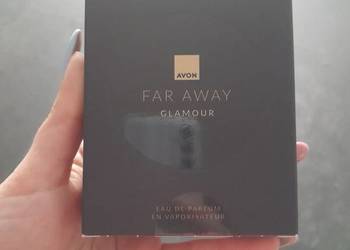 AVON
FAR AWAY
GLAMOUR
EAU DE PARFUM
EN VAPORISATEUR